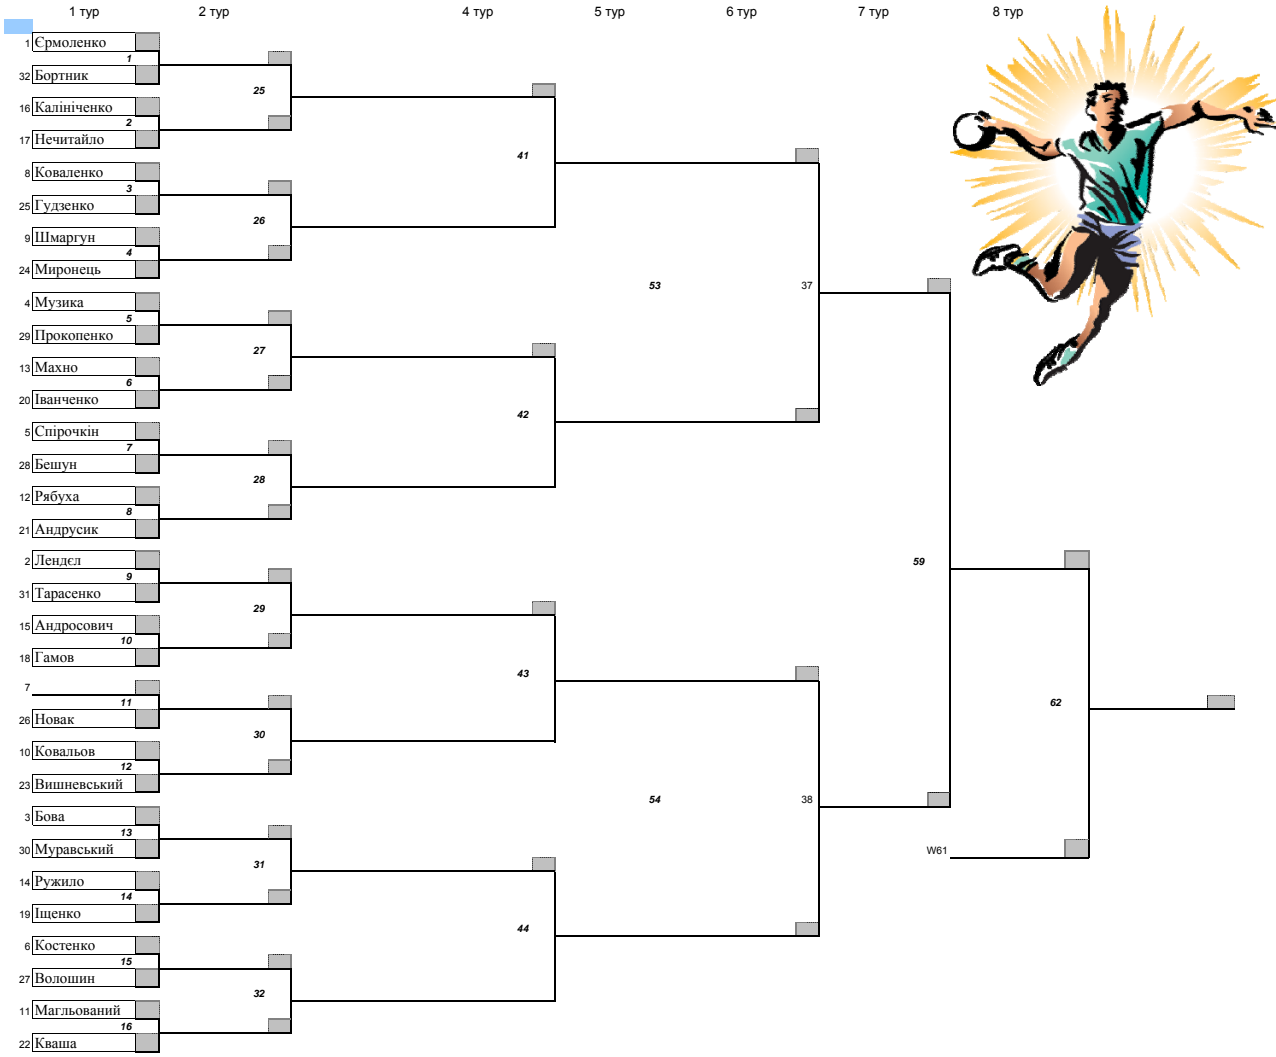 1 тур 2 тур 4 тур 5 тур 6 тур 7 тур 8 тур
1 Єрмоленко
1
32 Бортник
25
16 Калініченко
2
17 Нечитайло
41
8 Коваленко
3
25 Гудзенко
26
9 Шмаргун
4
24 Миронець
53 37
4 Музика
5
29 Прокопенко
27
13 Махно
6
20 Іванченко
42
5 Спірочкін
7
28 Бешун
28
12 Рябуха
8
21 Андрусик
2 Лендєл
59
9
31 Тарасенко
29
15 Андросович
10
18 Гамов
43
7
11
62
26 Новак
30
10 Ковальов
12
23 Вишневський
54 38
3 Бова
13
30 Муравський
W61
31
14 Ружило
14
19 Іщенко
44
6 Костенко
15
27 Волошин
32
11 Магльований
16
22 Кваша